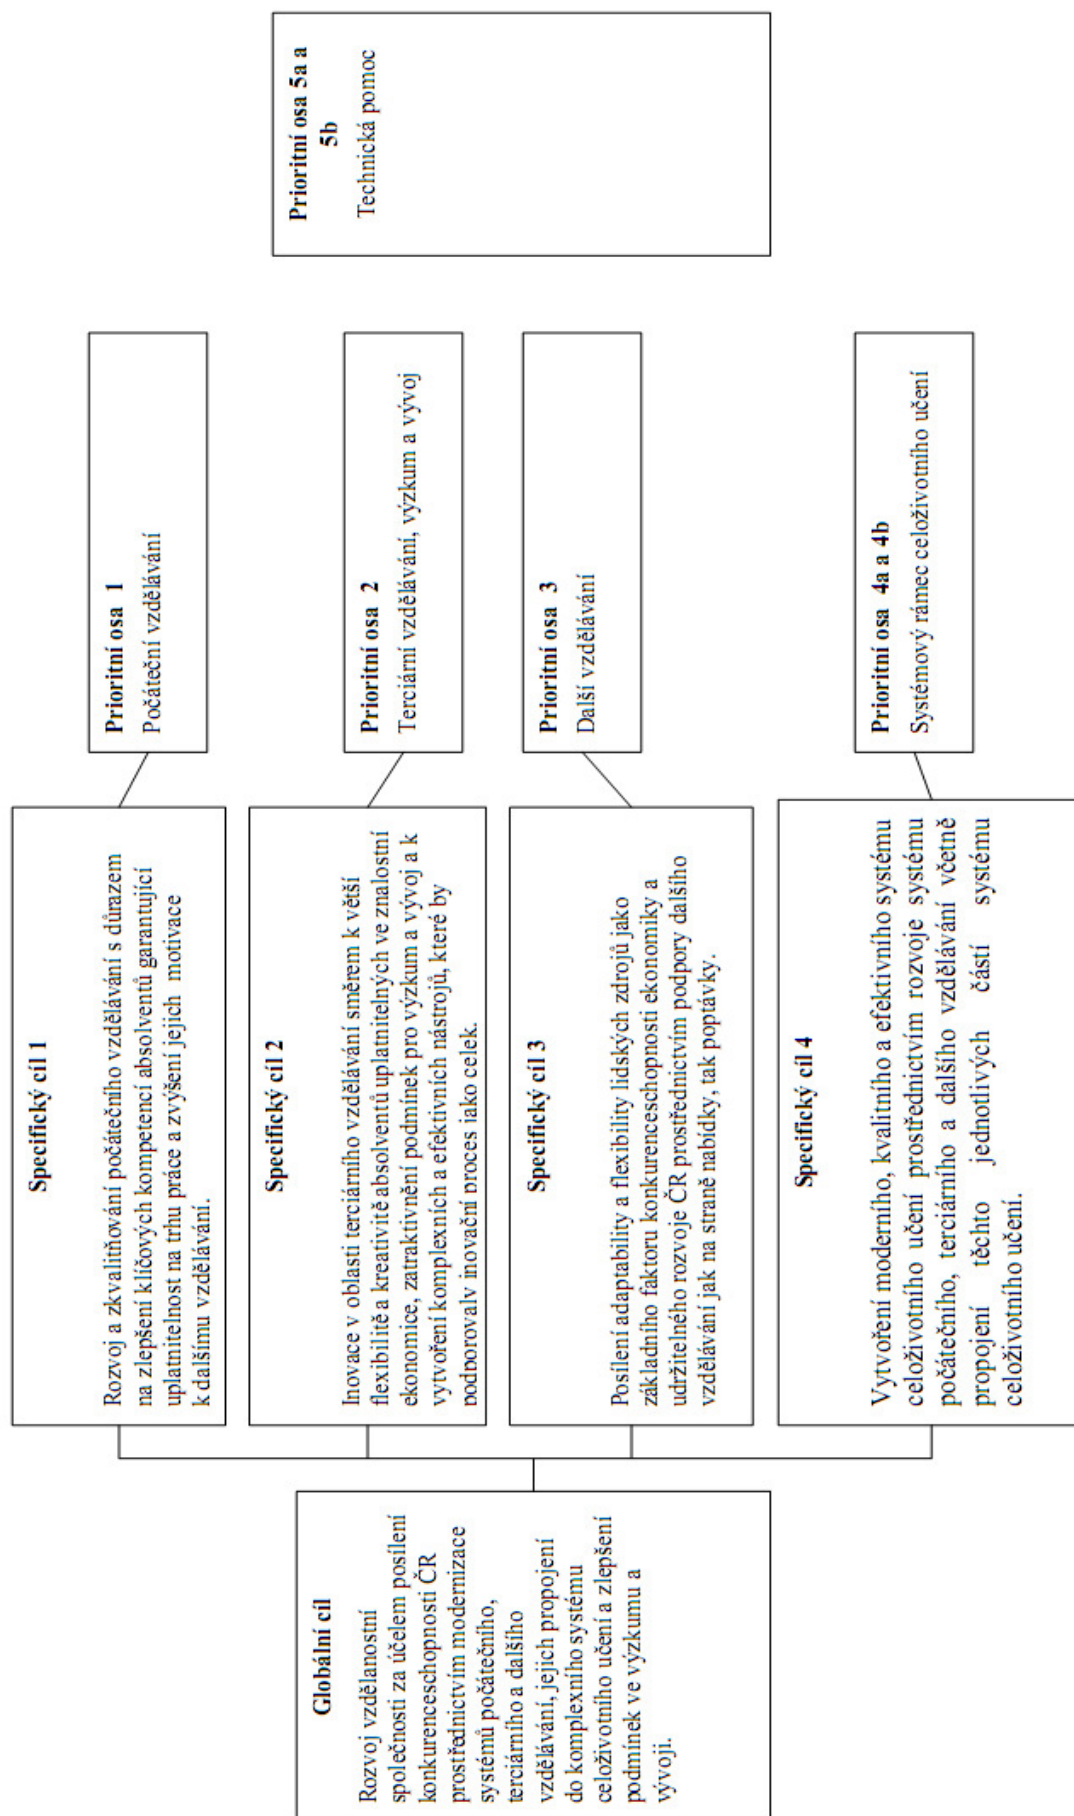 Globální cíl
Rozvoj vzdělanostní
společnosti za účelem posílení
konkurenceschopnosti ČR
prostřednictvím modernizace
systémů počátečního,
terciárního a dalšího
vzdělávání, jejich propojení
do komplexního systému
celoživotního učení a zlepšení
podmínek ve výzkumu a
vývoji.
Specifický cíl 1
Rozvoj a zkvalitňování počátečního vzdělávání s důrazem
na zlepšení klíčových kompetencí absolventů garantující
uplatnitelnost na trhu práce a zvýšení jejich motivace
k dalšímu vzdělávání.
Specifický cíl 2
Inovace v oblasti terciárního vzdělávání směrem k větší
flexibilitě a kreativitě absolventů uplatnitelných ve znalostní
ekonomice, zatraktivnění podmínek pro výzkum a vývoj a k
vytvoření komplexních a efektivních nástrojů, které by
podporovaly inovační proces jako celek.
Specifický cíl 3
Posílení adaptability a flexibility lidských zdrojů jako
základního faktoru konkurenceschopnosti ekonomiky a
udržitelného rozvoje ČR prostřednictvím podpory dalšího
vzdělávání jak na straně nabídky, tak poptávky.
Specifický cíl 4
Vytvoření moderního, kvalitního a efektivního systému
celoživotního učení prostřednictvím rozvoje systému
počátečního, terciárního a dalšího vzdělávání včetně
propojení těchto jednotlivých částí systému
celoživotního učení.
Prioritní osa 1
Počáteční vzdělávání
Prioritní osa 2
Terciární vzdělávání, výzkum a vývoj
Prioritní osa 3
Další vzdělávání
Prioritní osa 4a a 4b
Systémový rámec celoživotního učení
Prioritní osa 5a a
5b
Technická pomoc